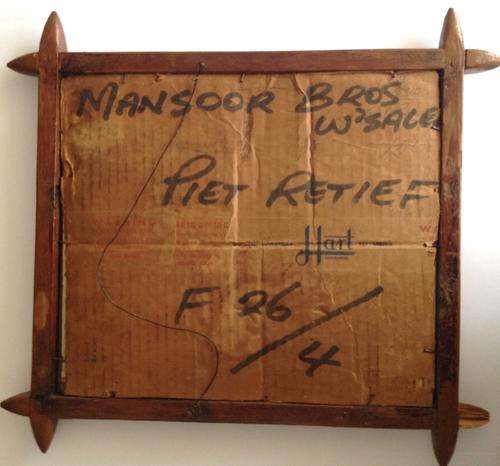 MANSOOR BROS
W'SALE
PIET RETIEF
Hart
F 26/4